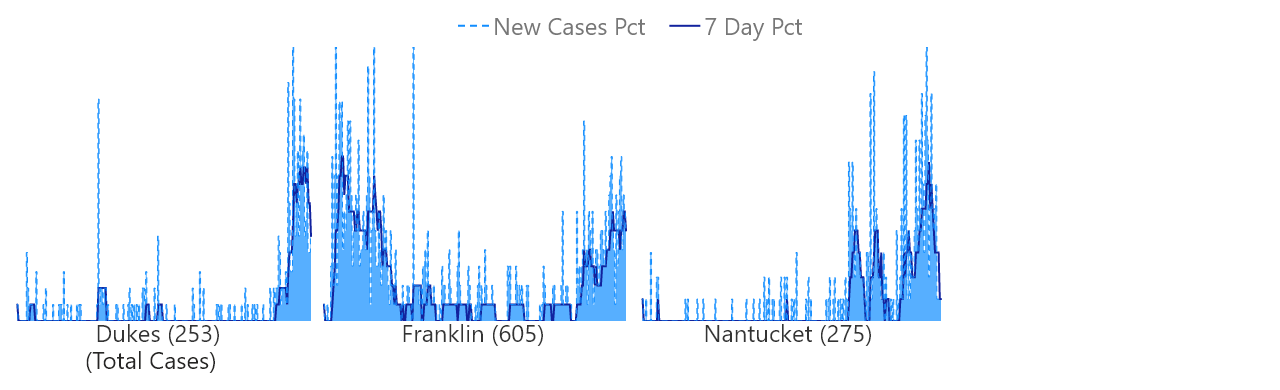 New Cases Pct 7 Day Pct
Dukes (253) Franklin (605) Nantucket (275)
(Total Cases)